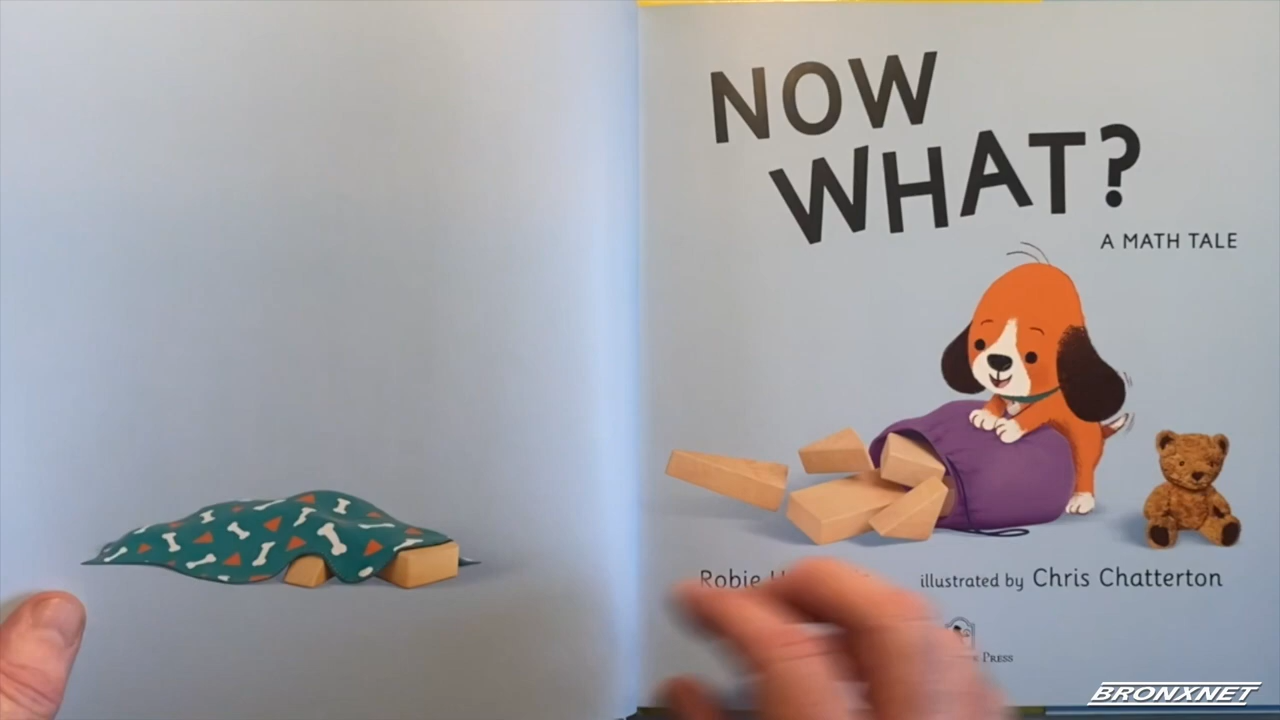 NOW
WHAT?
A MATH TALE
Robie
illustrated by Chris Chatterton
Press
BRONXNET